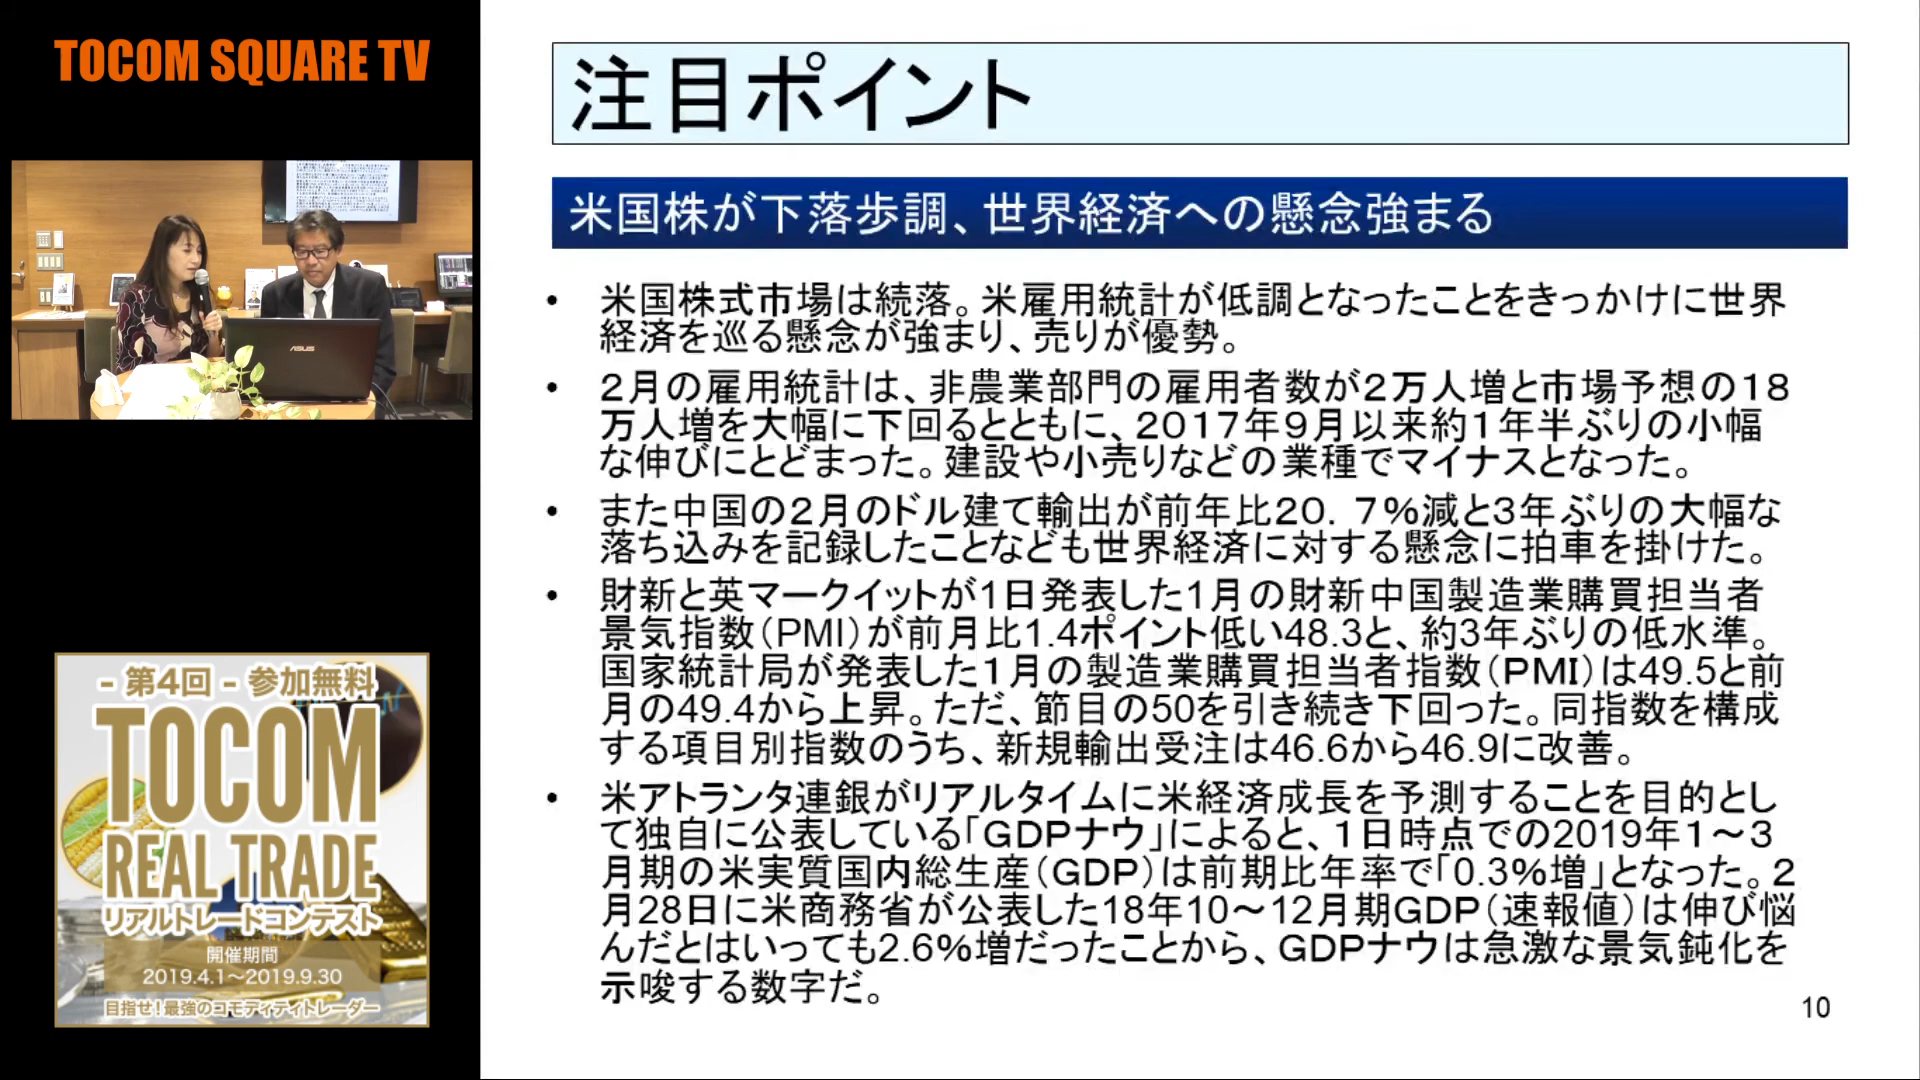 TOCOM SQUARE TV
注目ポイント
米国株が下落歩調、世界経済への懸念強まる
• 米国株式市場は続落。米雇用統計が低調となったことをきっかけに世界
経済を巡る懸念が強まり、売りが優勢。
• 2月の雇用統計は、非農業部門の雇用者数が2万人増と市場予想の18
万人増を大幅に下回るとともに、2017年9月以来約1年半ぶりの小幅
な伸びにとどまった。建設や小売りなどの業種でマイナスとなった。
• また中国の2月のドル建て輸出が前年比20．7%減と3年ぶりの大幅な
落ち込みを記録したことなども世界経済に対する懸念に拍車を掛けた。
• 財新と英マークイットが1日発表した1月の財新中国製造業購買担当者
景気指数（PMI）が前月比1.4ポイント低い48.3と、約3年ぶりの低水準。
国家統計局が発表した1月の製造業購買担当者指数（PMI）は49.5と前
月の49.4から上昇。ただ、節目の50を引き続き下回った。同指数を構成
する項目別指数のうち、新規輸出受注は46.6から46.9に改善。
• 米アトランタ連銀がリアルタイムに米経済成長を予測することを目的とし
て独自に公表している「GDPナウ」によると、1日時点での2019年1～3
月期の米実質国内総生産（GDP）は前期比年率で「0.3%増」となった。2
月28日に米商務省が公表した18年10～12月期GDP（速報値）は伸び悩
んだとはいっても2.6%増だったことから、GDPナウは急激な景気鈍化を
示唆する数字だ。
10
ASUS
- 第4回 - 参加無料
TOCOM
REAL TRADE
リアルトレードコンテスト
開催期間
2019.4.1～2019.9.30
目指せ！最強のコモディティトレーダー